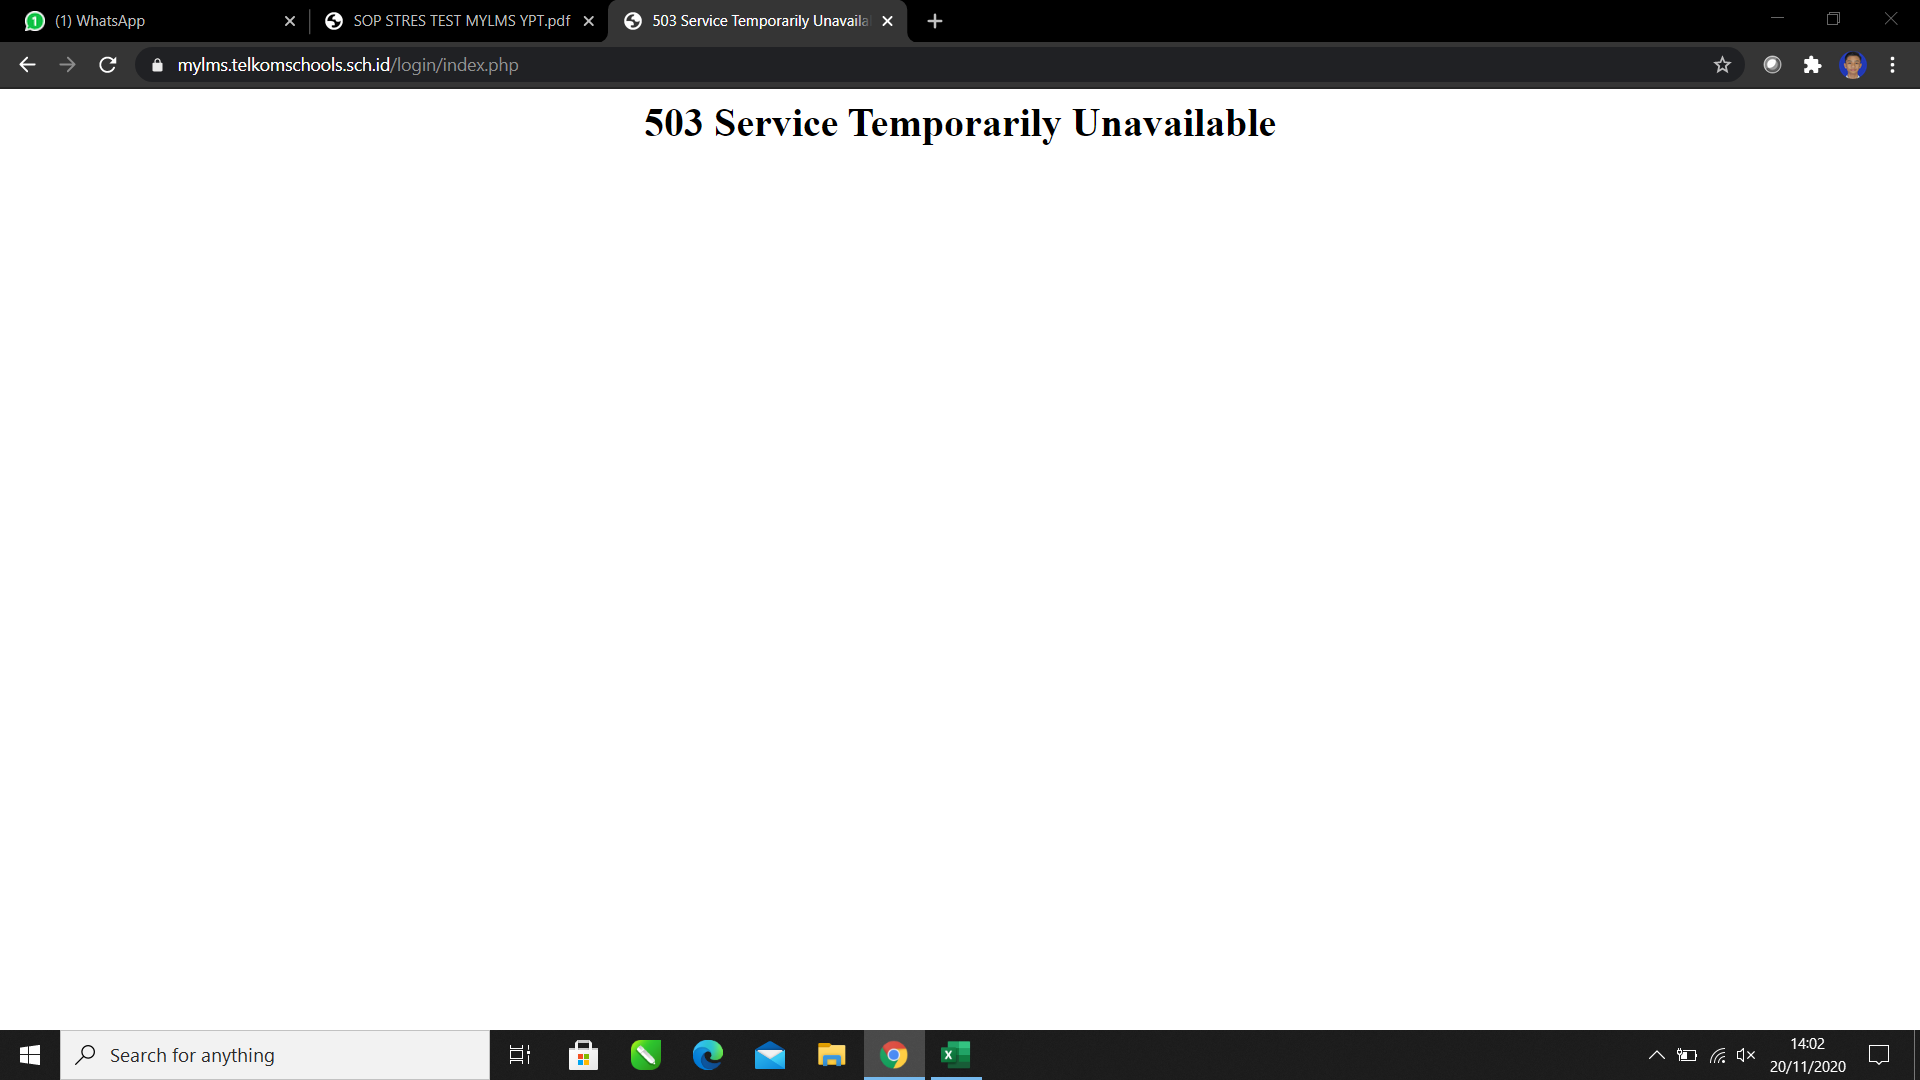 (1) WhatsApp
SOP STRES TEST MYLMS YPT.pdf
503 Service Temporarily Unavaila
mylms.telkomschools.sch.id/login/index.php
503 Service Temporarily Unavailable
Search for anything
14:02
20/11/2020